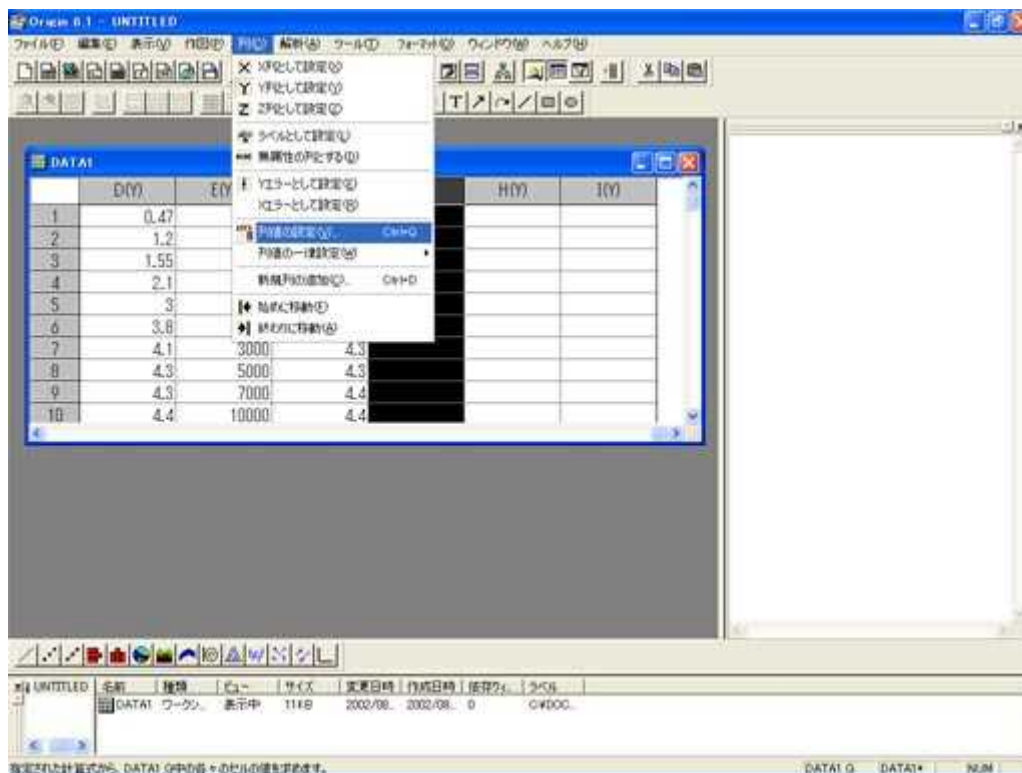 Origin 6.1 - UNTITLED
ファイル(F) 編集(E) 表示(V) 作図(P) 列(C) 解析(A) ツール(T) フォーマット(O) ウィンドウ(W) ヘルプ(H)
X X列として設定(X)
Y Y列として設定(Y)
Z Z列として設定(Z)
ラベルとして設定(L)
無属性の列とする(D)
Yエラーとして設定(E)
Xエラーとして設定(R)
列値の設定(V)... Ctrl+Q
列値の一律設定(W)
新規列の追加(C)... Ctrl+D
始めに移動(F)
終わりに移動(A)
DATA1
D(Y) H(Y) I(Y)
1 0.47
2 1.2
3 1.55
4 2.1
5 3
6 3.8
7 4.1 3000 4.3
8 4.3 5000 4.3
9 4.3 7000 4.4
10 4.4 10000 4.4
UNTITLED 名前 種類 ビュー サイズ 変更日時 作成日時 ラベル
DATA1 ワークシ... 表示中 11KB 2002/08... 2002/08... 0
指定された計算式から、DATA1 G中の各々のセルの値を求めます。 DATA1 G DATA1* NUM